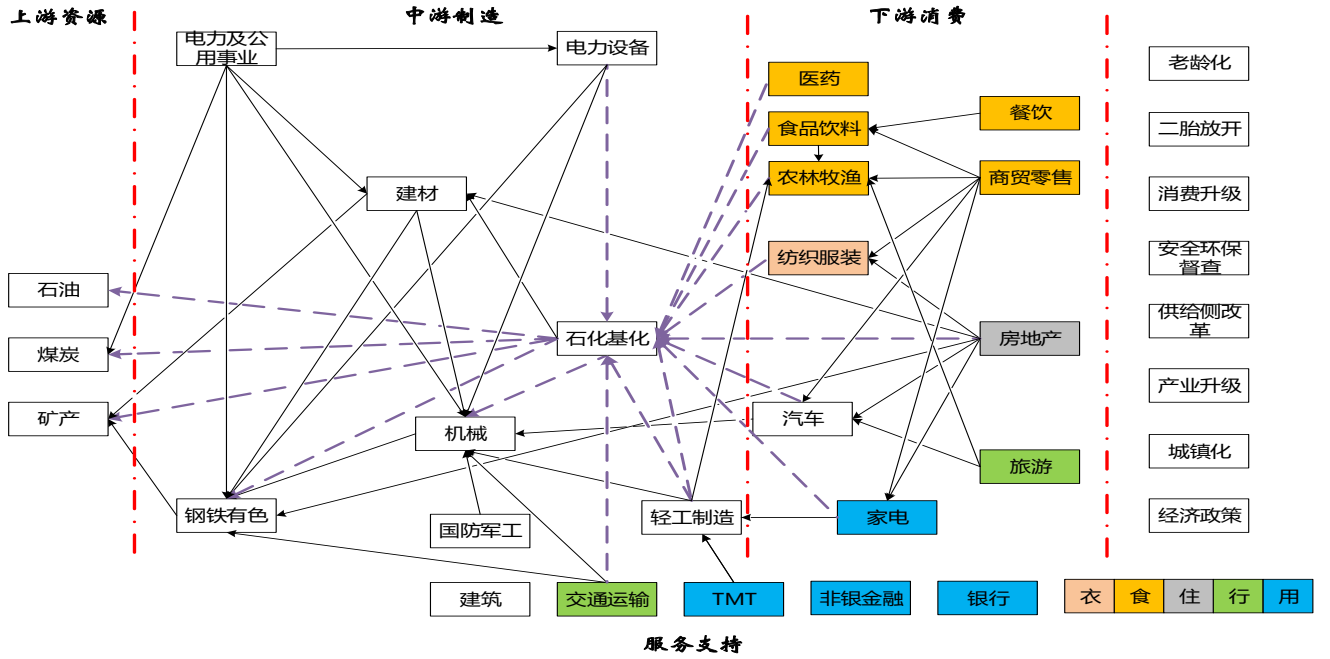 上游资源
中游制造
下游消费
电力及公
用事业
电力设备
医药
食品饮料
农林牧渔
餐饮
商贸零售
建材
纺织服装
石油
煤炭
矿产
石化基化
房地产
机械
汽车
旅游
钢铁有色
国防军工
轻工制造
家电
建筑
交通运输
TMT
非银金融
银行
衣
食
住
行
用
服务支持
老龄化
二胎放开
消费升级
安全环保
督查
供给侧改
革
产业升级
城镇化
经济政策